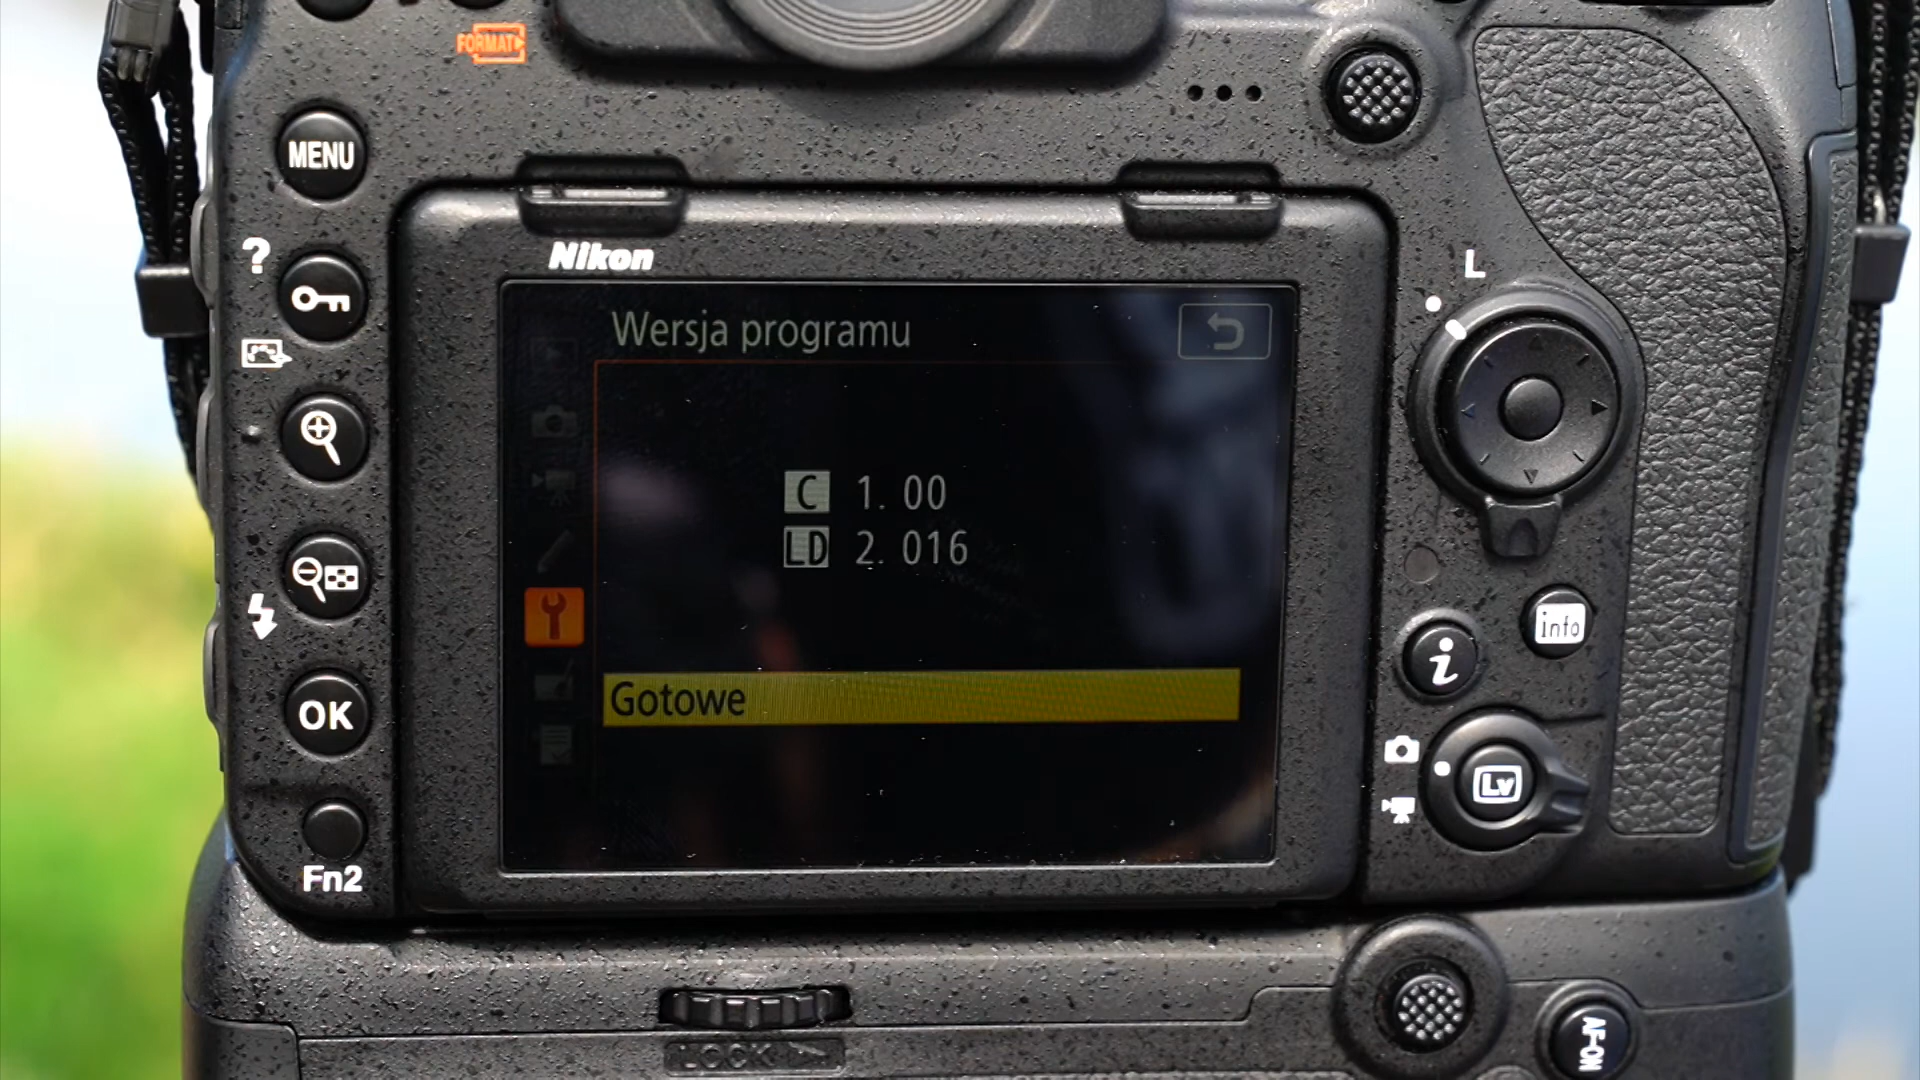 FORMAT
MENU
?
Nikon
L
Wersja programu
C 1. 00
LD 2. 016
info
i
Gotowe
OK
Lv
Fn2
LOCK
AF-ON